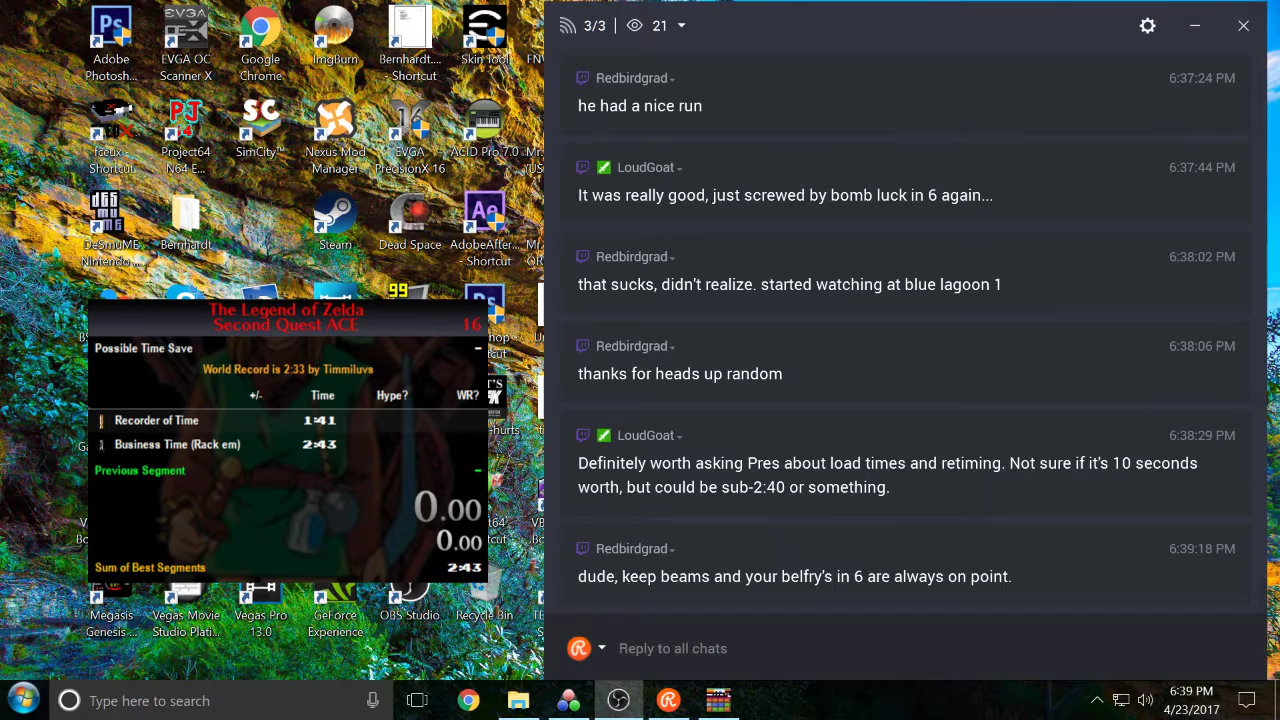 Adobe
Photosh...
EVGA OC
Scanner X
Google
Chrome
ImgBurn
Bernhardt....
- Shortcut
Skin Tool
FNV
fceux -
Shortcut
PJ
64
Project64
N64 E...
SC
SimCity™
Nexus Mod
Manager
16
EVGA
PrecisionX 16
ACID Pro 7.0
Mr.
(US
DeSmuME
Nintendo ...
Bernhardt
Steam
Dead Space
Ae
AdobeAfter...
- Shortcut
Mr.
OR
99
The Legend of Zelda
Second Quest ACE
16
Possible Time Save
–
World Record is 2:33 by Timmiluvs
+/-
Time
Hype?
WR?
Recorder of Time
1:41
Business Time (Rack em)
2:43
Previous Segment
–
0.00
0.00
Sum of Best Segments
2:43
Megasis
Genesis ...
Vegas Movie
Studio Plati...
Vegas Pro
13.0
GeForce
Experience
OBS Studio
Recycle Bin
3/3
21
Redbirdgrad
6:37:24 PM
he had a nice run
LoudGoat
6:37:44 PM
It was really good, just screwed by bomb luck in 6 again...
Redbirdgrad
6:38:02 PM
that sucks, didn't realize. started watching at blue lagoon 1
Redbirdgrad
6:38:06 PM
thanks for heads up random
LoudGoat
6:38:29 PM
Definitely worth asking Pres about load times and retiming. Not sure if it's 10 seconds
worth, but could be sub-2:40 or something.
Redbirdgrad
6:39:18 PM
dude, keep beams and your belfry's in 6 are always on point.
Reply to all chats
Type here to search
6:39 PM
4/23/2017